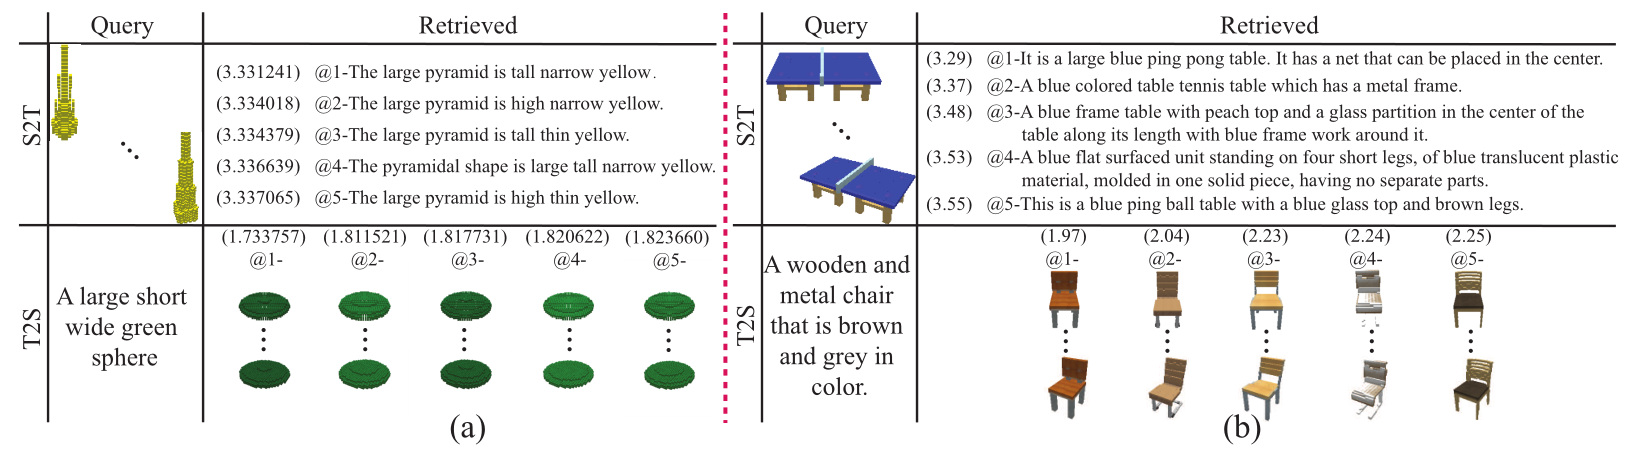 Query Retrieved
S2T
(3.331241) @1-The large pyramid is tall narrow yellow.
(3.334018) @2-The large pyramid is high narrow yellow.
(3.334379) @3-The large pyramid is tall thin yellow.
(3.336639) @4-The pyramidal shape is large tall narrow yellow.
(3.337065) @5-The large pyramid is high thin yellow.
T2S
A large short
wide green
sphere
(1.733757) (1.811521) (1.817731) (1.820622) (1.823660)
@1- @2- @3- @4- @5-
(a)
Query Retrieved
S2T
(3.29) @1-It is a large blue ping pong table. It has a net that can be placed in the center.
(3.37) @2-A blue colored table tennis table which has a metal frame.
(3.48) @3-A blue frame table with peach top and a glass partition in the center of the
table along its length with blue frame work around it.
(3.53) @4-A blue flat surfaced unit standing on four short legs, of blue translucent plastic
material, molded in one solid piece, having no separate parts.
(3.55) @5-This is a blue ping ball table with a blue glass top and brown legs.
T2S
A wooden and
metal chair
that is brown
and grey in
color.
(1.97) (2.04) (2.23) (2.24) (2.25)
@1- @2- @3- @4- @5-
(b)